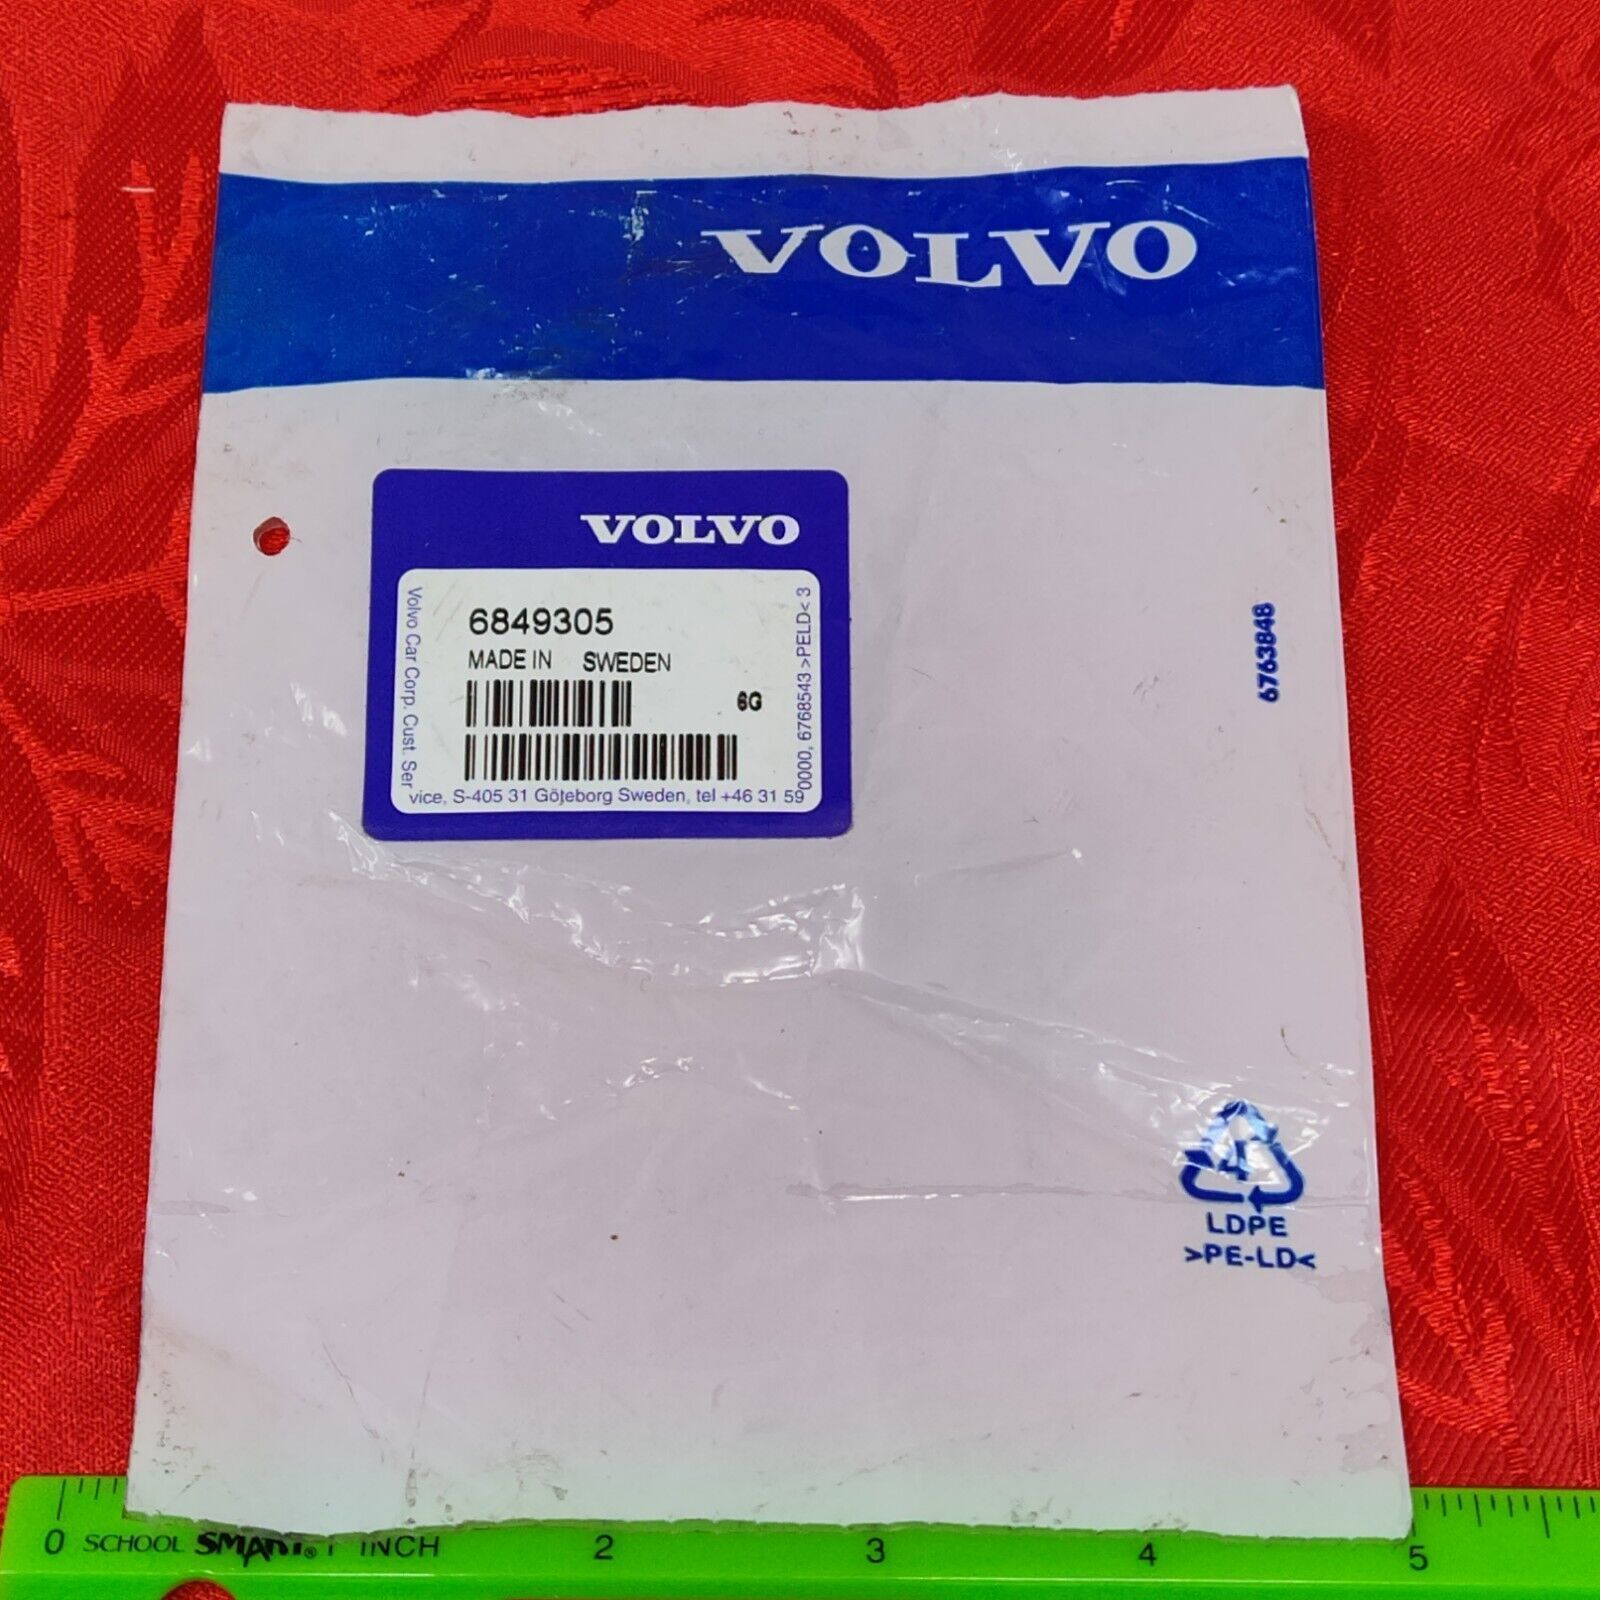 VOLVO
VOLVO
6849305
MADE IN SWEDEN
6G
Volvo Car Corp. Cust. Ser
vice, S-405 31 Göteborg Sweden, tel +46 31 59
0000, 6768543 >PELD< 3
6763848
4
LDPE
>PE-LD<
0 SCHOOL SMART® 1 INCH 2 3 4 5